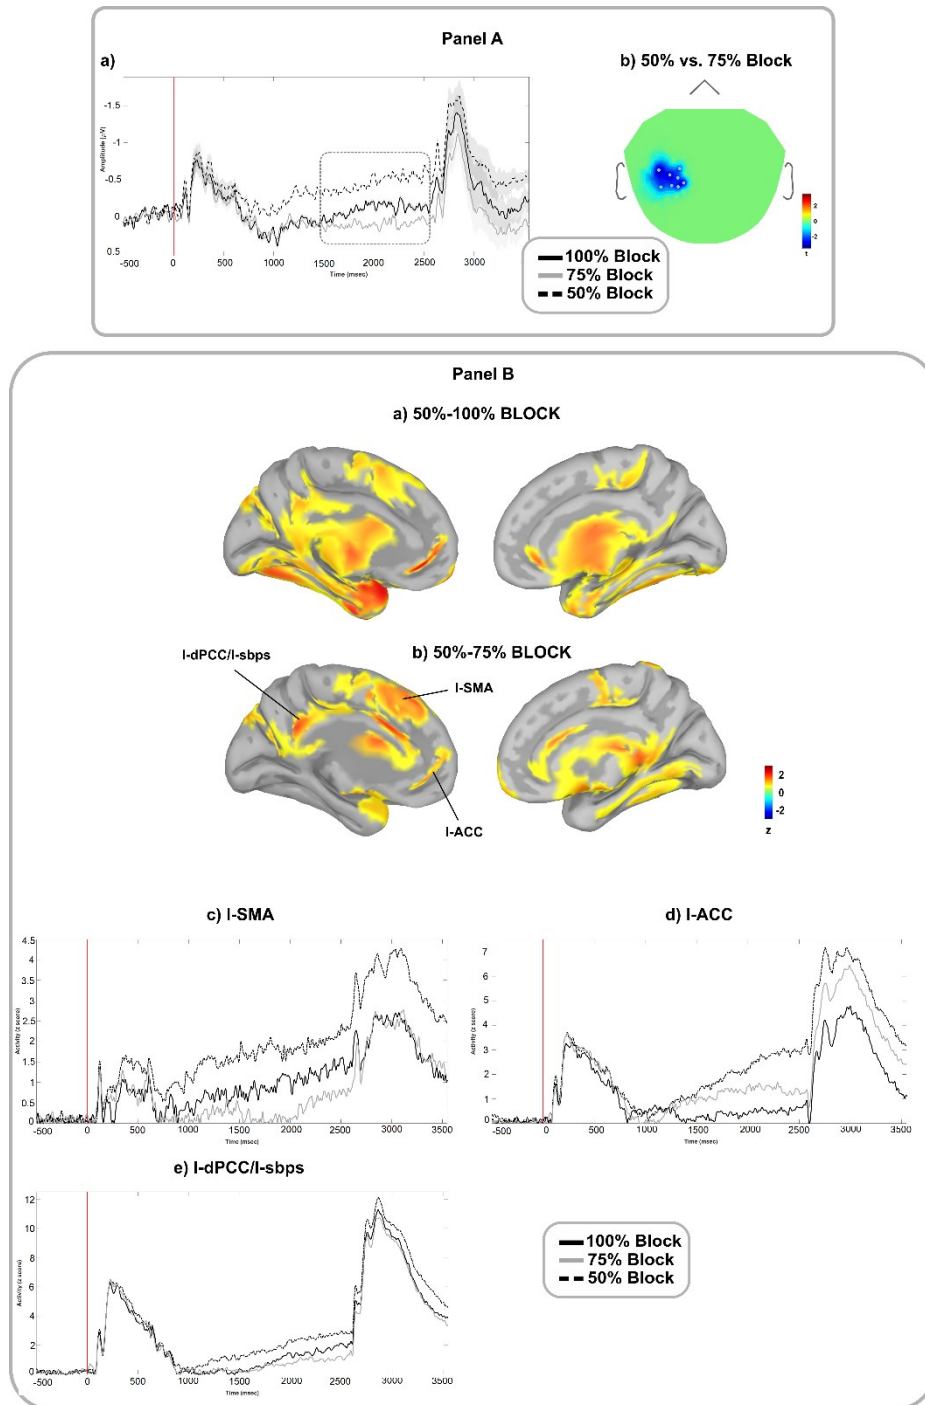 Panel A
a)
b) 50% vs. 75% Block
Amplitude (μV)
-1.5
-1
-0.5
0
0.5
-500 0 500 1000 1500 2000 2500 3000
Time (msec)
2
0
-2
t
100% Block
75% Block
50% Block
Panel B
a) 50%-100% BLOCK
b) 50%-75% BLOCK
l-dPCC/l-sbps
l-SMA
l-ACC
2
0
-2
z
c) l-SMA
Activity (z score)
4.5
4
3.5
3
2.5
2
1.5
1
0.5
0
-500 0 500 1000 1500 2000 2500 3000 3500
Time (msec)
d) l-ACC
Activity (z score)
7
6
5
4
3
2
1
0
-500 0 500 1000 1500 2000 2500 3000 3500
Time (msec)
e) l-dPCC/l-sbps
Activity (z score)
12
10
8
6
4
2
0
-500 0 500 1000 1500 2000 2500 3000 3500
Time (msec)
100% Block
75% Block
50% Block